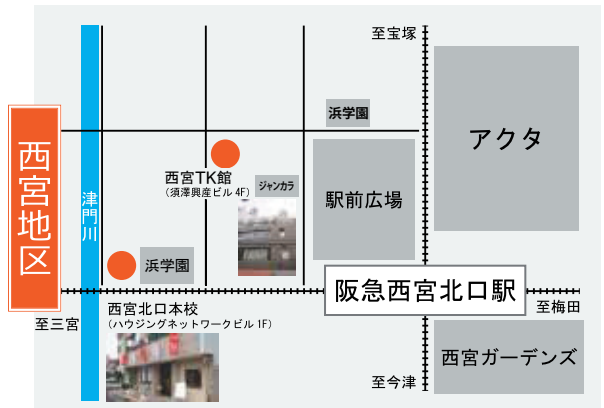 至宝塚
浜学園
アクタ
西宮地区
西宮TK館
(須澤興産ビル4F)
ジャンカラ
駅前広場
津門川
浜学園
阪急西宮北口駅
至梅田
至三宮
西宮北口本校
(ハウジングネットワークビル1F)
西宮ガーデンズ
至今津